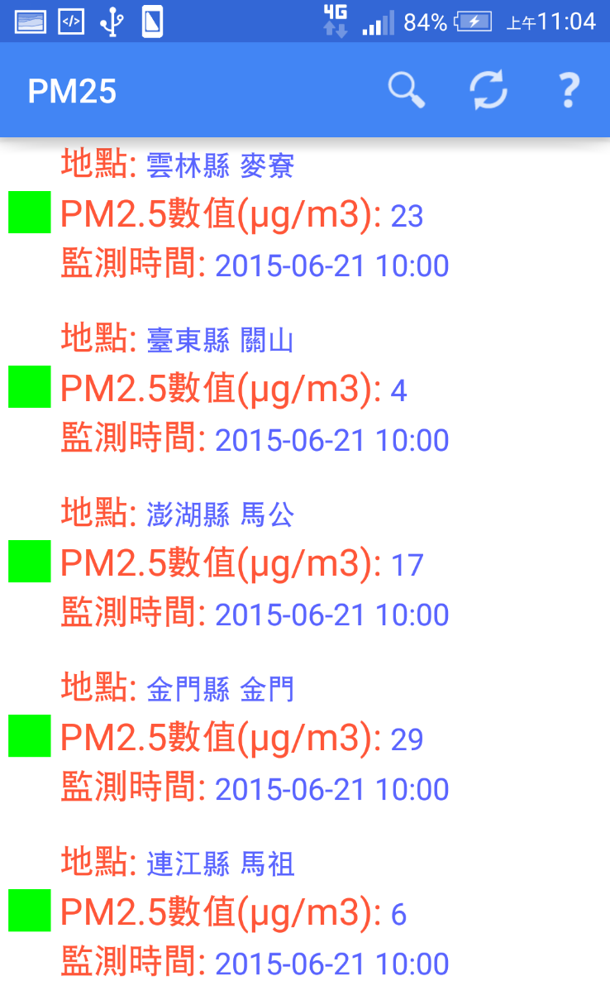 4G 84% 上午11:04
PM25
地點: 雲林縣 麥寮
PM2.5數值(μg/m3): 23
監測時間: 2015-06-21 10:00
地點: 臺東縣 關山
PM2.5數值(μg/m3): 4
監測時間: 2015-06-21 10:00
地點: 澎湖縣 馬公
PM2.5數值(μg/m3): 17
監測時間: 2015-06-21 10:00
地點: 金門縣 金門
PM2.5數值(μg/m3): 29
監測時間: 2015-06-21 10:00
地點: 連江縣 馬祖
PM2.5數值(μg/m3): 6
監測時間: 2015-06-21 10:00